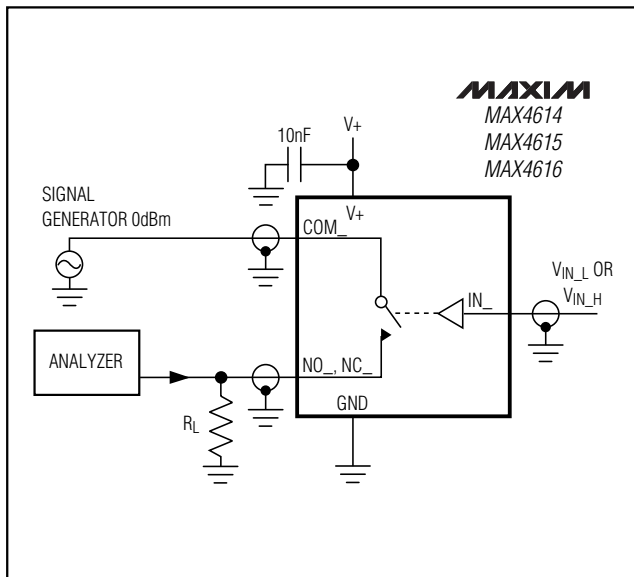 MAXIM
MAX4614
MAX4615
MAX4616
10nF
V+
SIGNAL
GENERATOR 0dBm
V+
COM_
IN_
V_IN_L OR
V_IN_H
ANALYZER
NO_, NC_
GND
R_L